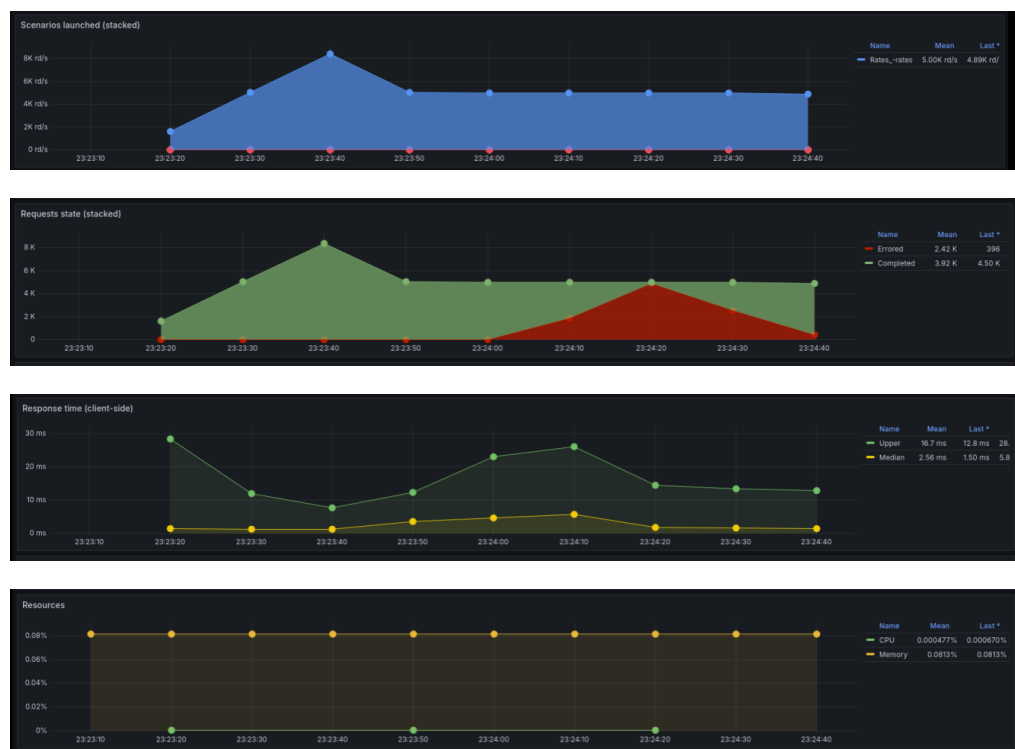 Scenarios launched (stacked)
Name Mean Last *
8K rd/s
Rates_-rates 5.00K rd/s 4.89K rd/
6K rd/s
4K rd/s
2K rd/s
0 rd/s
23:23:10 23:23:20 23:23:30 23:23:40 23:23:50 23:24:00 23:24:10 23:24:20 23:24:30 23:24:40
Requests state (stacked)
Name Mean Last *
8 K
Errored 2.42 K 396
Completed 3.92 K 4.50 K
6 K
4 K
2 K
0
23:23:10 23:23:20 23:23:30 23:23:40 23:23:50 23:24:00 23:24:10 23:24:20 23:24:30 23:24:40
Response time (client-side)
Name Mean Last *
30 ms
Upper 16.7 ms 12.8 ms 28.
Median 2.56 ms 1.50 ms 5.8
20 ms
10 ms
0 ms
23:23:10 23:23:20 23:23:30 23:23:40 23:23:50 23:24:00 23:24:10 23:24:20 23:24:30 23:24:40
Resources
Name Mean Last *
0.08%
CPU 0.000477% 0.000670%
Memory 0.0813% 0.0813%
0.06%
0.04%
0.02%
0%
23:23:10 23:23:20 23:23:30 23:23:40 23:23:50 23:24:00 23:24:10 23:24:20 23:24:30 23:24:40